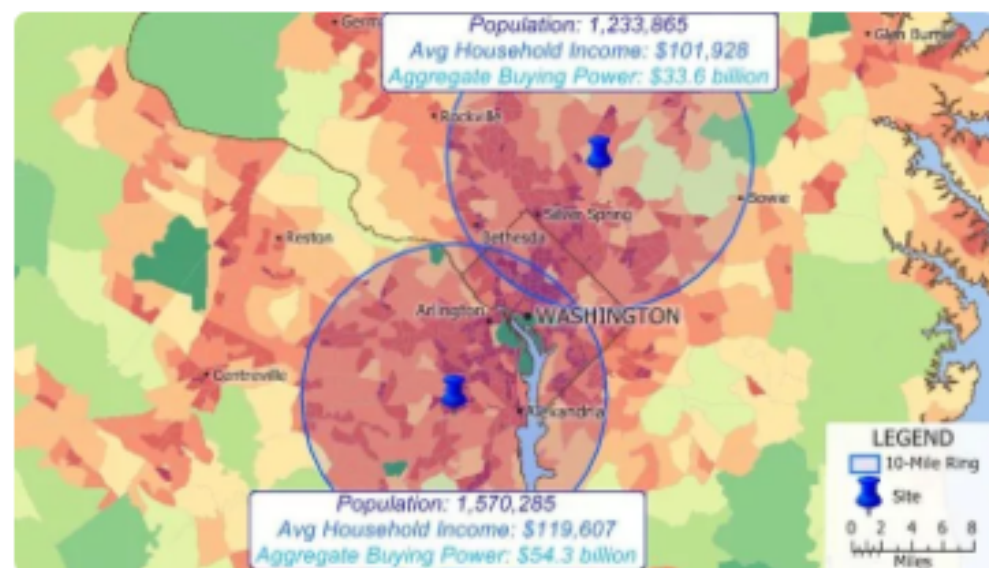 Germ
Population: 1,233,865
Avg Household Income: $101,928
Aggregate Buying Power: $33.6 billion
Glen Burnie
Rockville
Bowie
Silver Spring
Reston
Bethesda
Arlington
WASHINGTON
Centreville
Alexandria
LEGEND
10-Mile Ring
Site
0 2 4 6 8
Miles
Population: 1,570,285
Avg Household Income: $119,607
Aggregate Buying Power: $54.3 billion